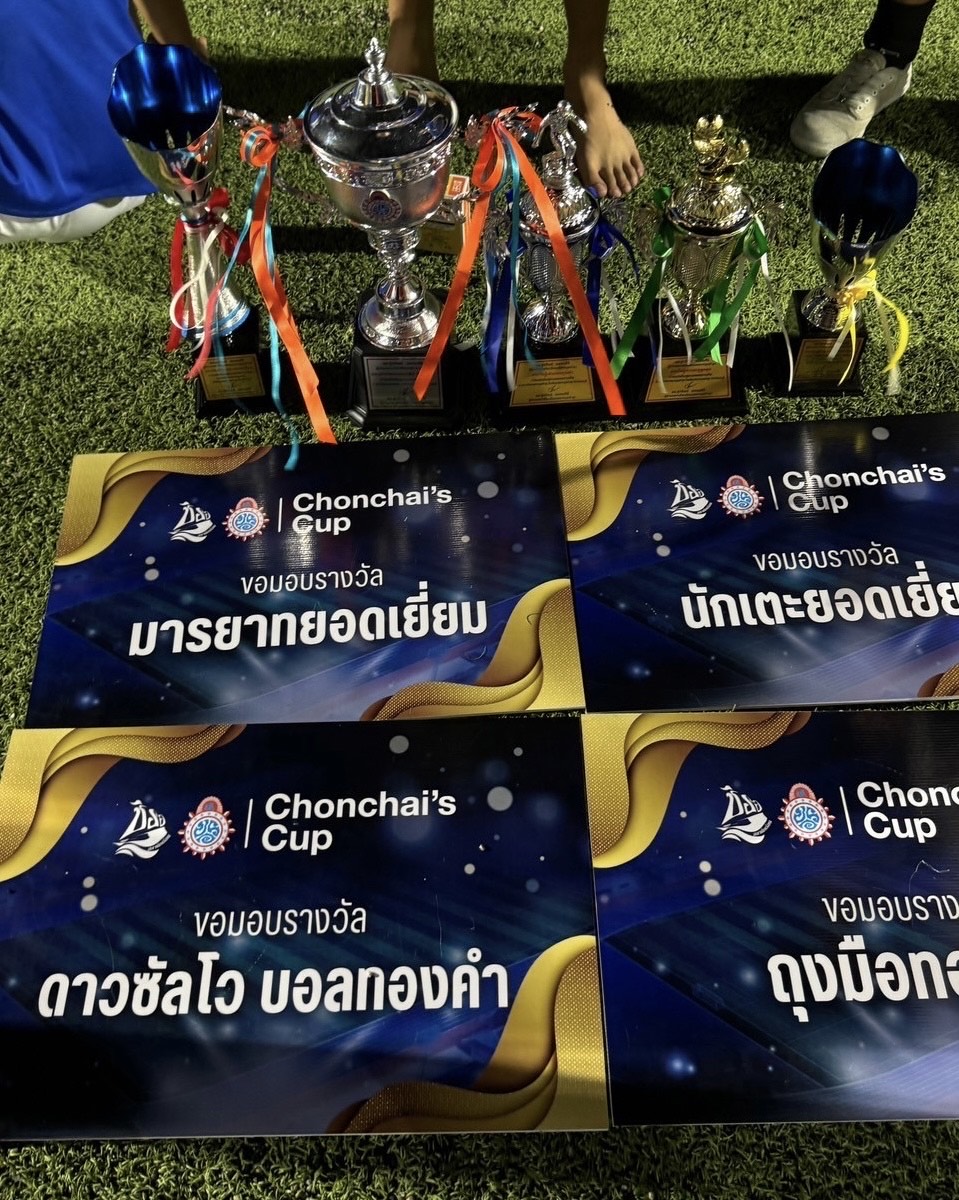 Chonchai's
Cup
ขอมอบรางวัล
มารยาทยอดเยี่ยม
Chonchai's
Cup
ขอมอบรางวัล
นักเตะยอดเยี่ย
Chonchai's
Cup
ขอมอบรางวัล
ดาวซัลโว บอลทองคำ
Chonc
Cup
ขอมอบราง
ถุงมือทอ